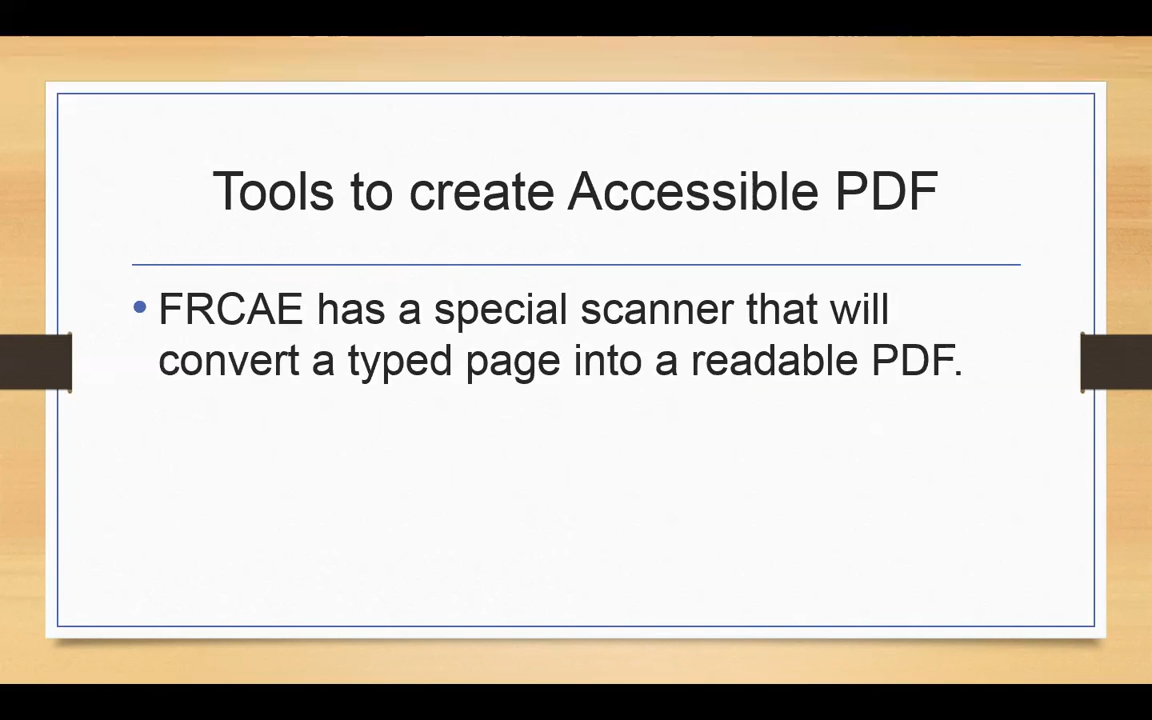 Tools to create Accessible PDF
• FRCAE has a special scanner that will
convert a typed page into a readable PDF.